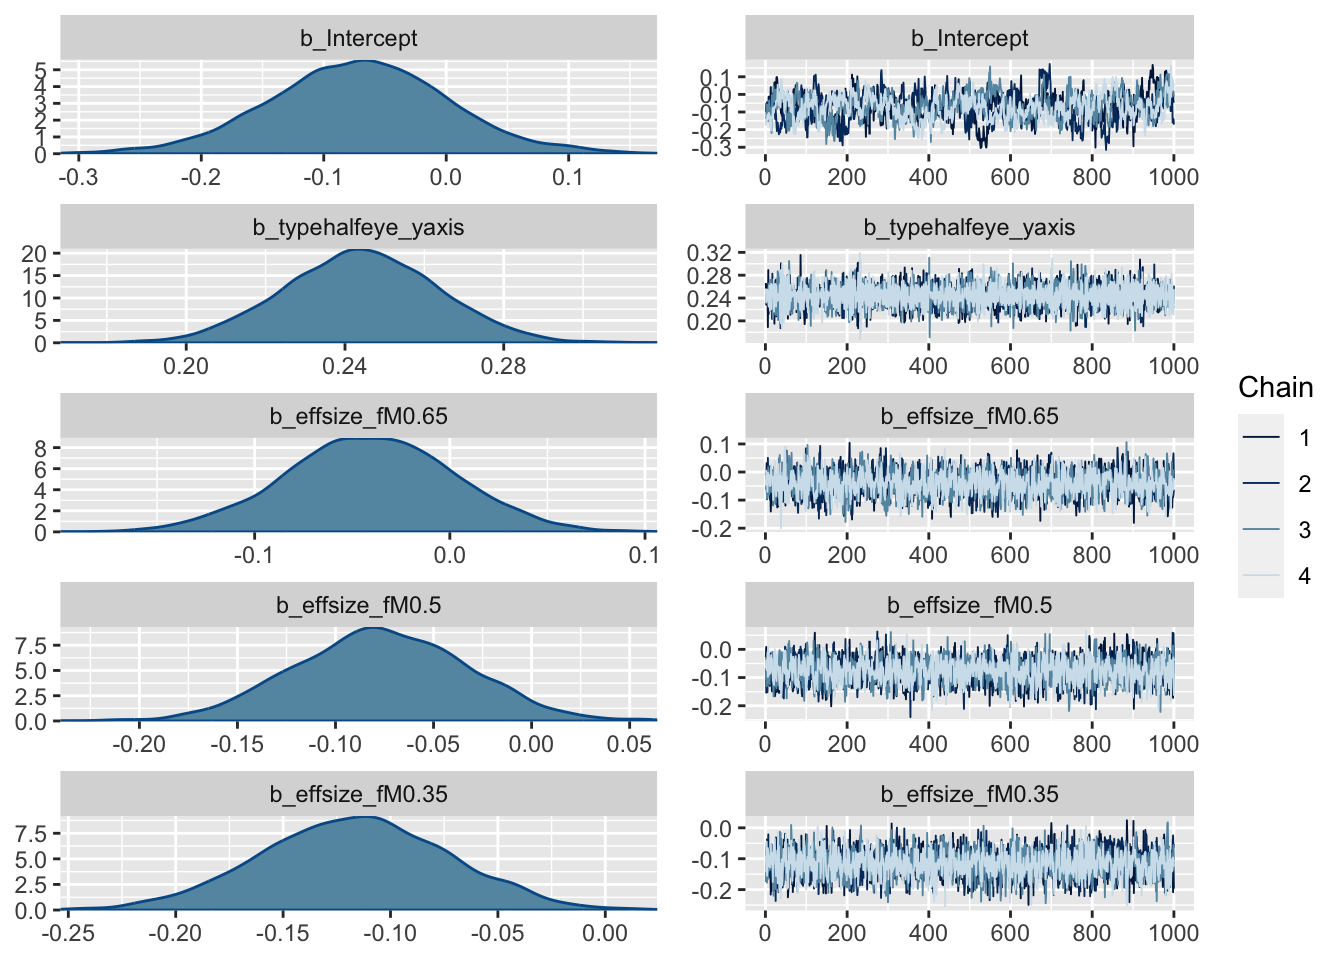 b_Intercept b_Intercept
5
4
3
2
1
0
-0.3 -0.2 -0.1 0.0 0.1
0.1
0.0
-0.1
-0.2
-0.3
0 200 400 600 800 1000
b_typehalfeye_yaxis b_typehalfeye_yaxis
20
15
10
5
0
0.20 0.24 0.28
0.32
0.28
0.24
0.20
0 200 400 600 800 1000
b_effsize_fM0.65 b_effsize_fM0.65
8
6
4
2
0
-0.1 0.0 0.1
0.1
0.0
-0.1
-0.2
0 200 400 600 800 1000
b_effsize_fM0.5 b_effsize_fM0.5
7.5
5.0
2.5
0.0
-0.20 -0.15 -0.10 -0.05 0.00 0.05
0.0
-0.1
-0.2
0 200 400 600 800 1000
b_effsize_fM0.35 b_effsize_fM0.35
7.5
5.0
2.5
0.0
-0.25 -0.20 -0.15 -0.10 -0.05 0.00
0.0
-0.1
-0.2
0 200 400 600 800 1000
Chain
1
2
3
4